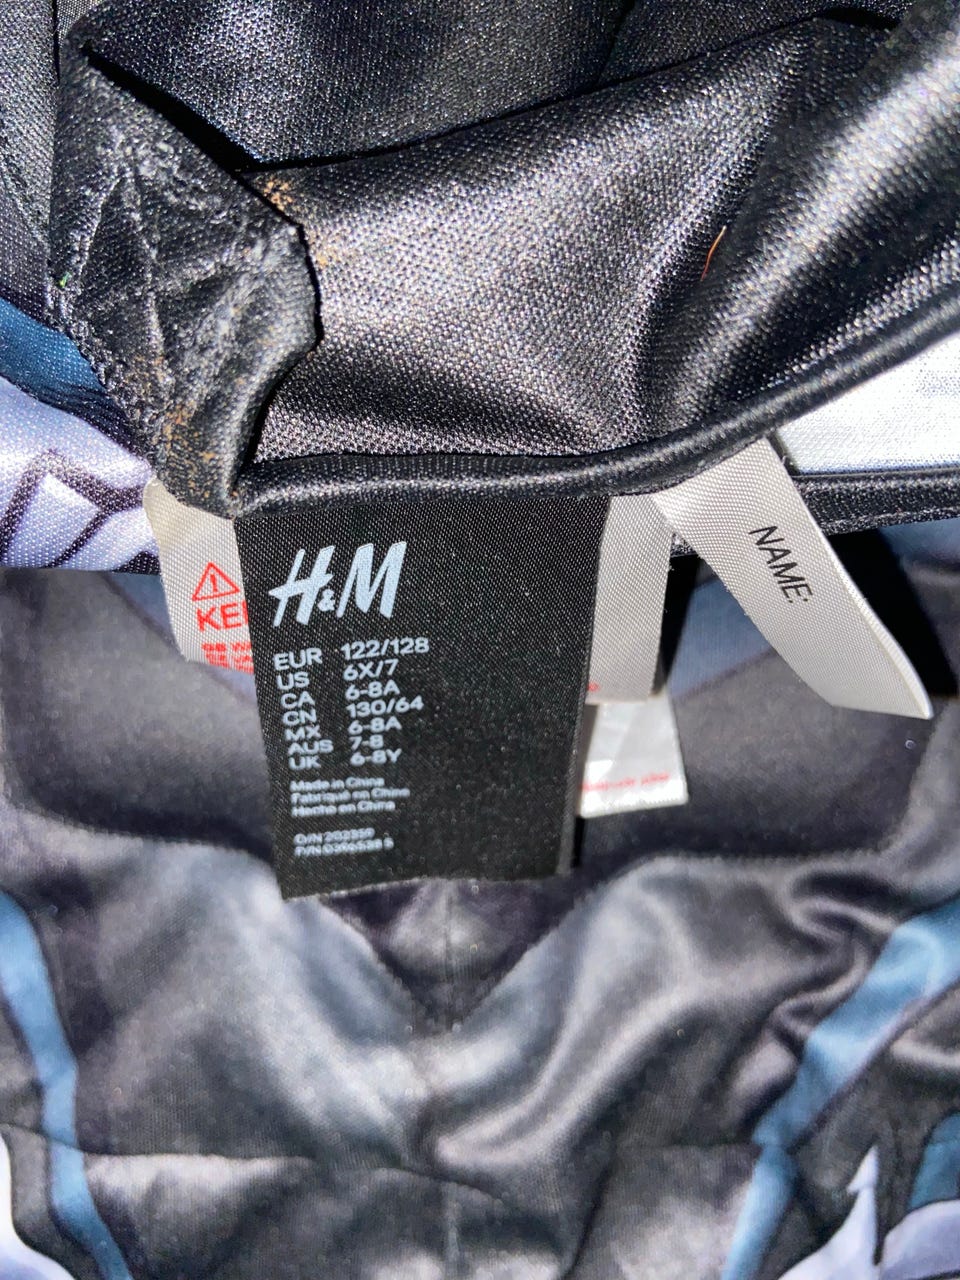 H&M
EUR 122/128
US 6X/7
CA 6-8A
CN 130/64
MX 6-8A
AUS 7-8
UK 6-8Y
Made in China
Fabriqué en Chine
Hecho en China
O/N 202359
NAME: